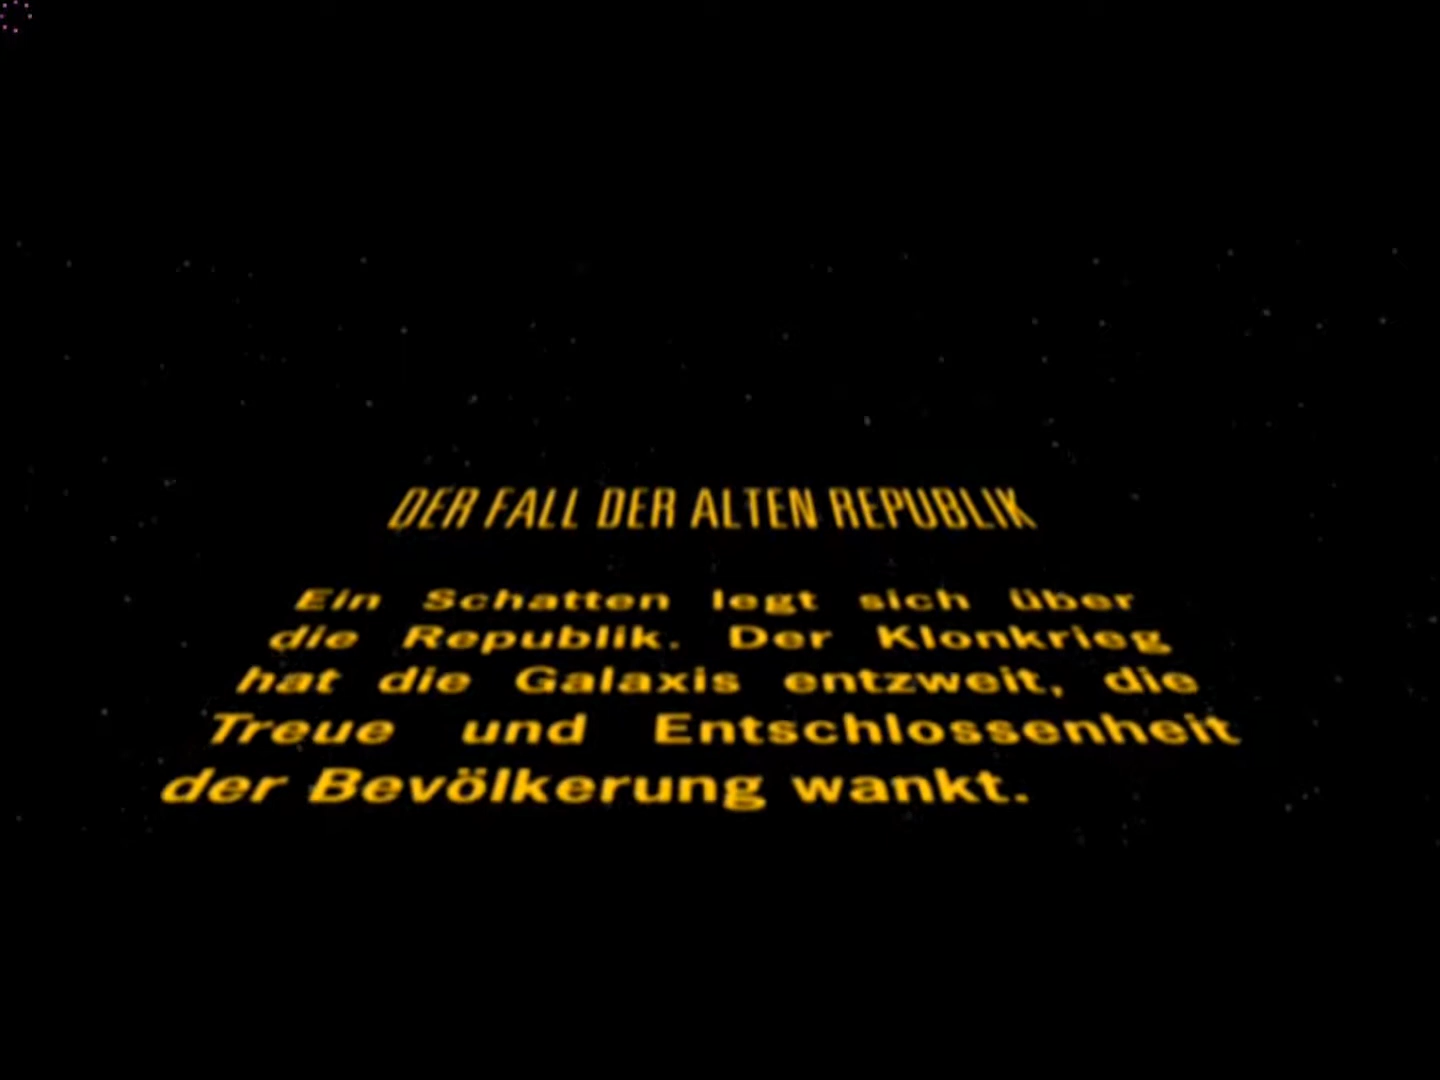 DER FALL DER ALTEN REPUBLIK
Ein Schatten legt sich über
die Republik. Der Klonkrieg
hat die Galaxis entzweit, die
Treue und Entschlossenheit
der Bevölkerung wankt.